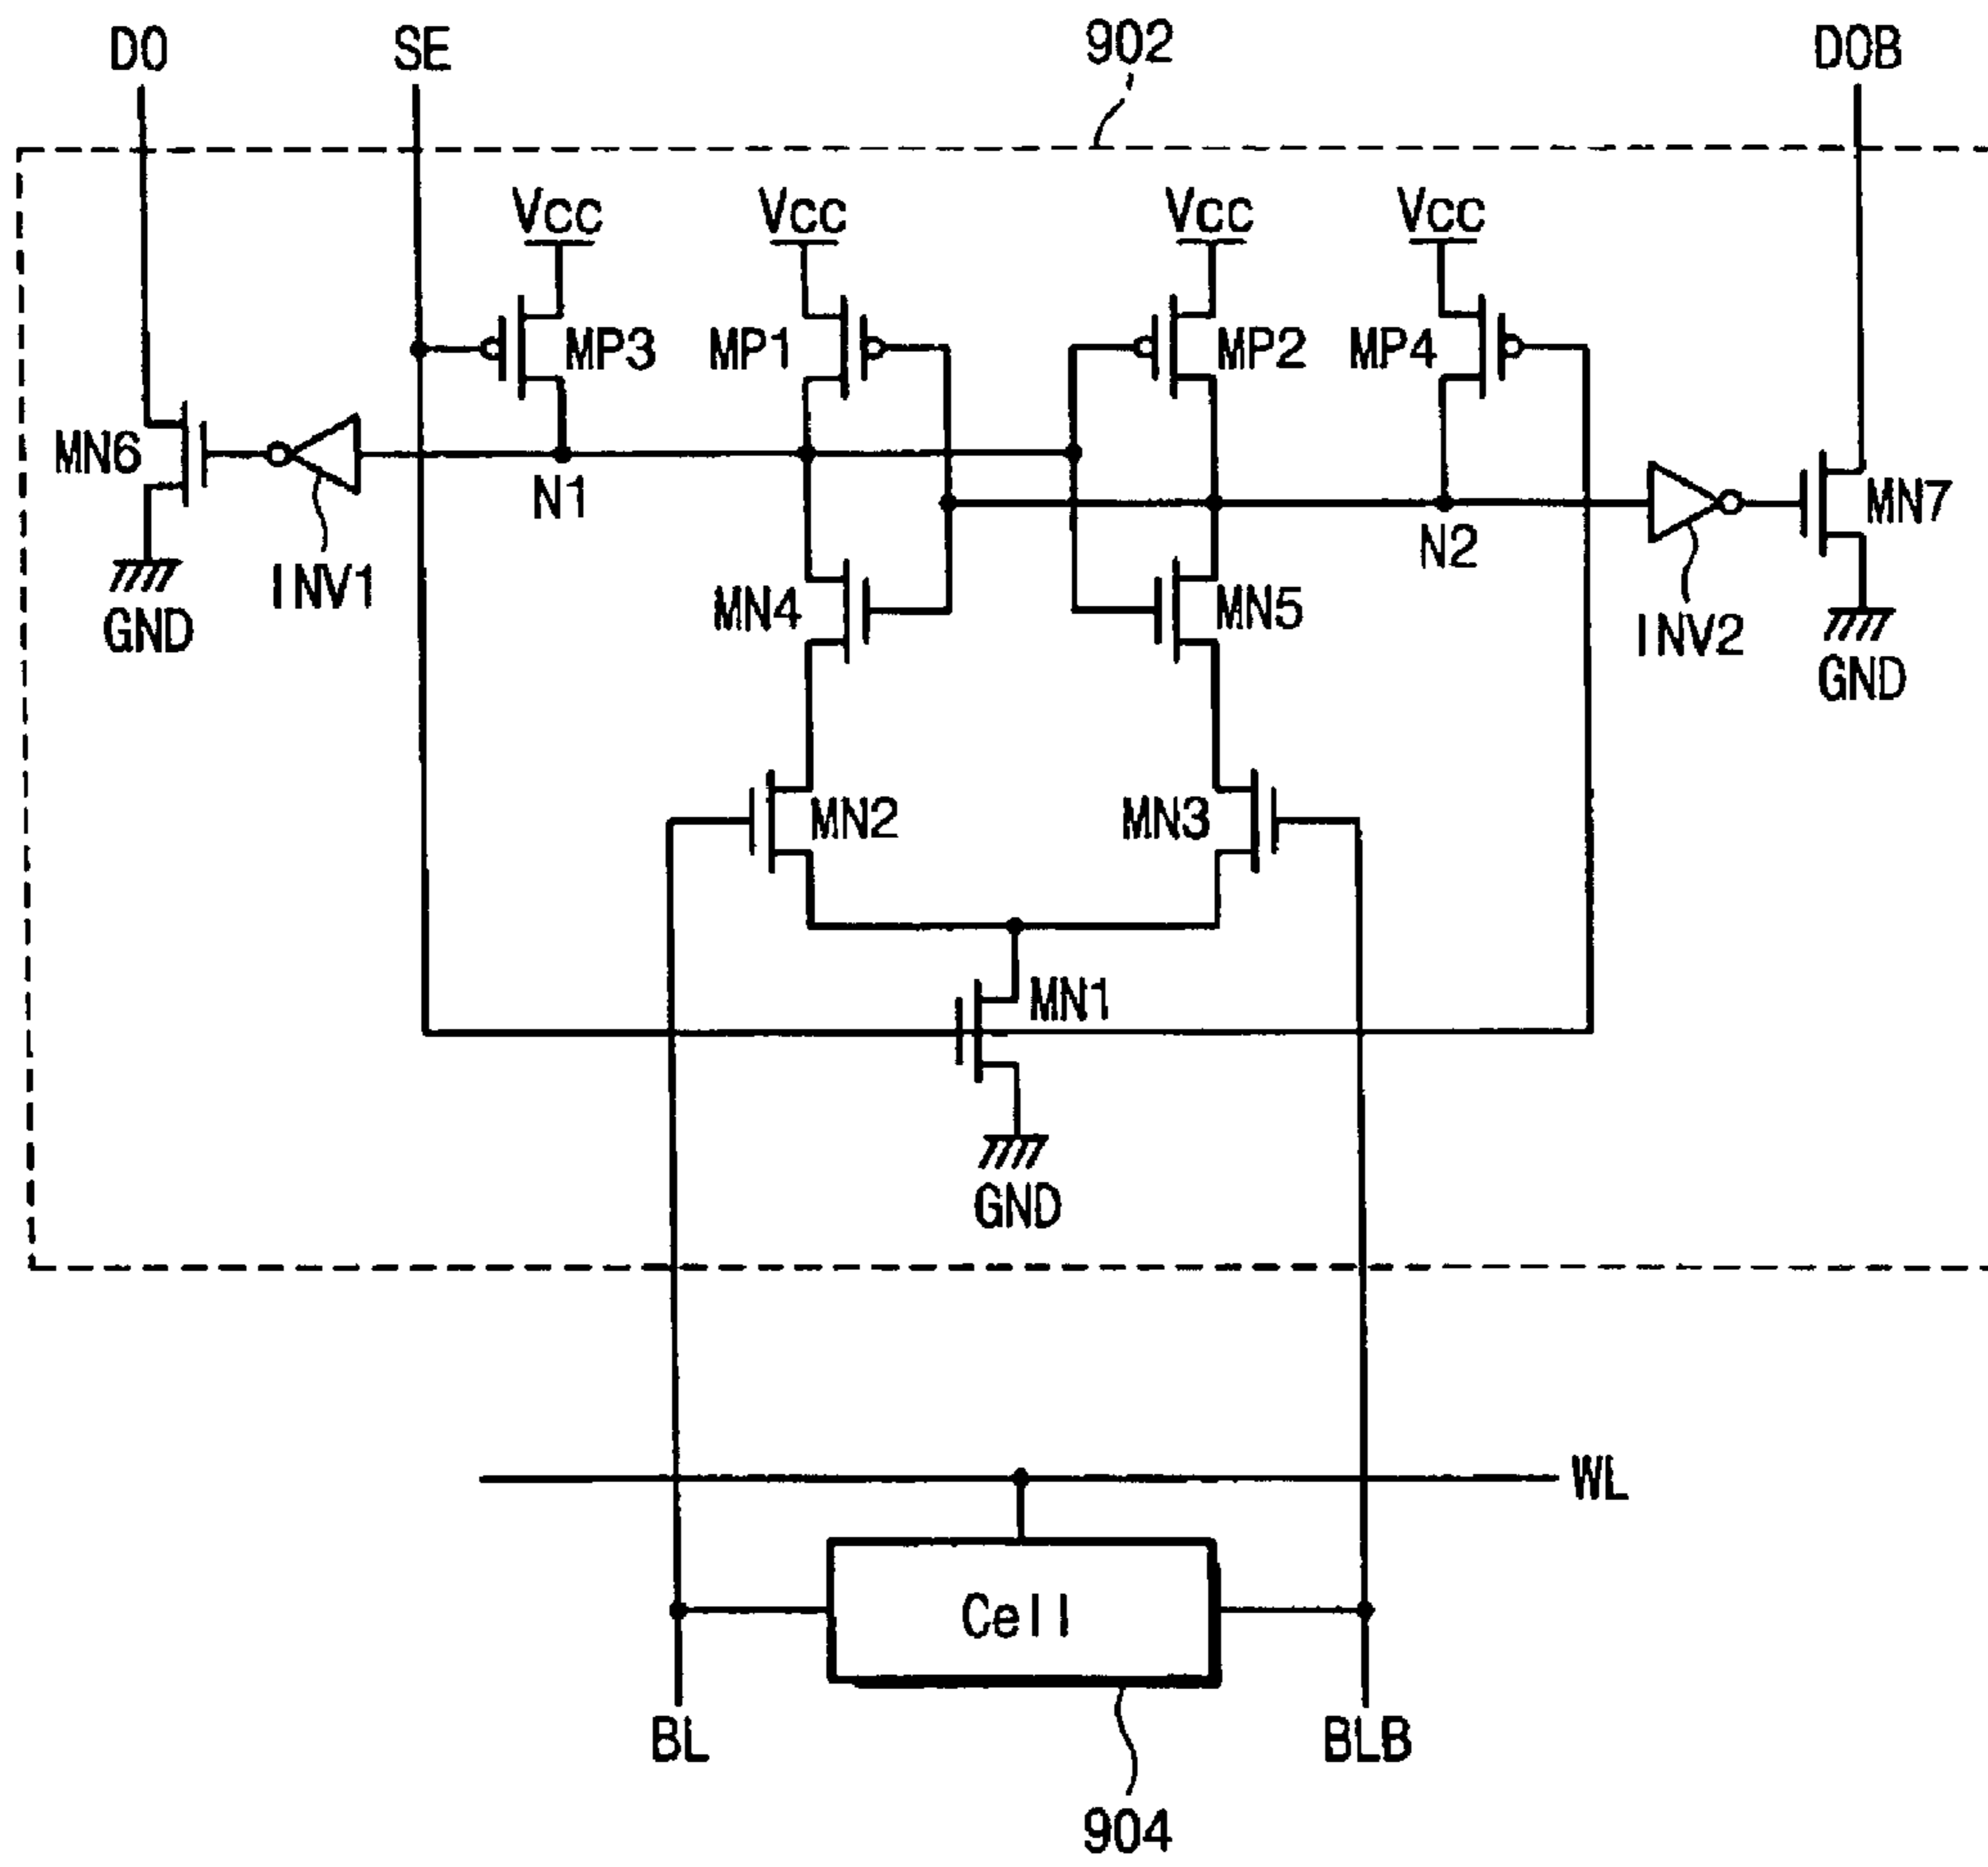 DO
SE
902
DOB
Vcc
Vcc
Vcc
Vcc
MP3
MP1
MP2
MP4
MN6
N1
N2
MN7
INV1
GND
MN4
MN5
INV2
GND
MN2
MN3
MN1
GND
WL
Cell
BL
BLB
904